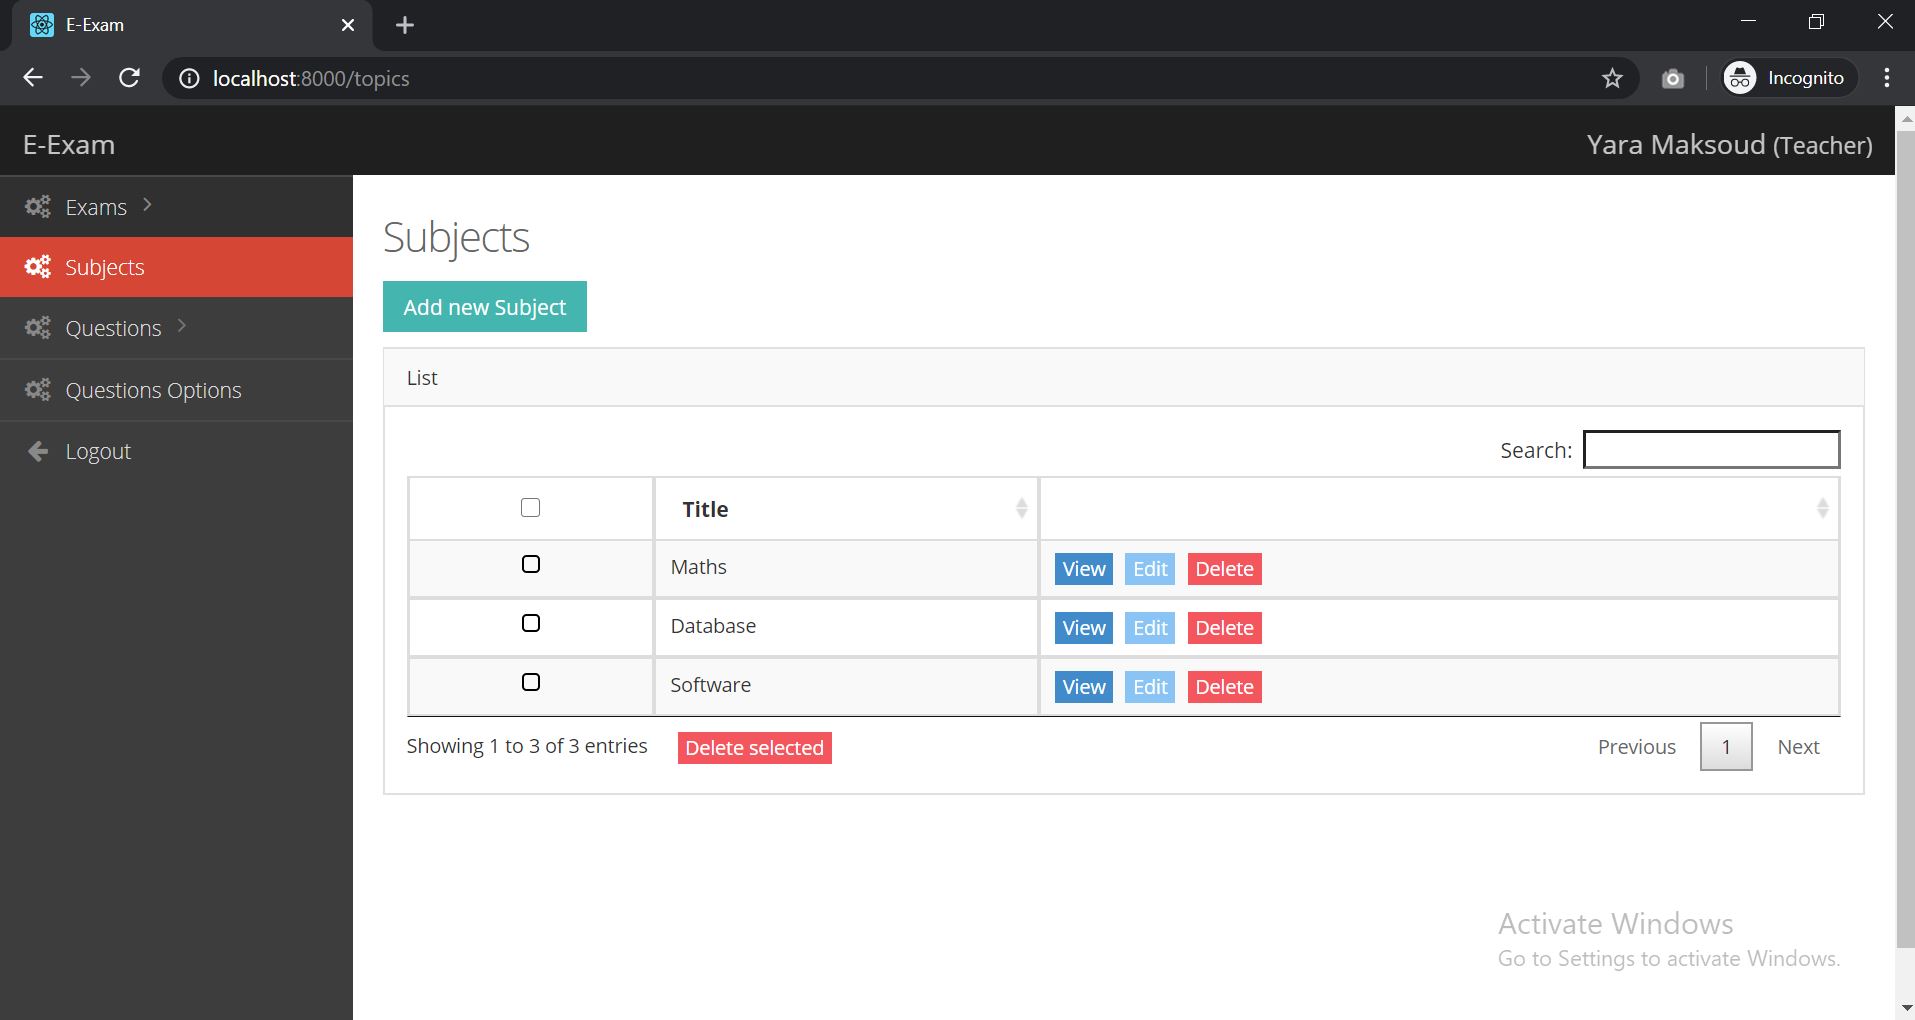 E-Exam
localhost:8000/topics
Incognito
E-Exam
Yara Maksoud (Teacher)
Exams
Subjects
Questions
Questions Options
Logout
Subjects
Add new Subject
List
Search:
Title
Maths View Edit Delete
Database View Edit Delete
Software View Edit Delete
Showing 1 to 3 of 3 entries Delete selected Previous 1 Next
Activate Windows
Go to Settings to activate Windows.